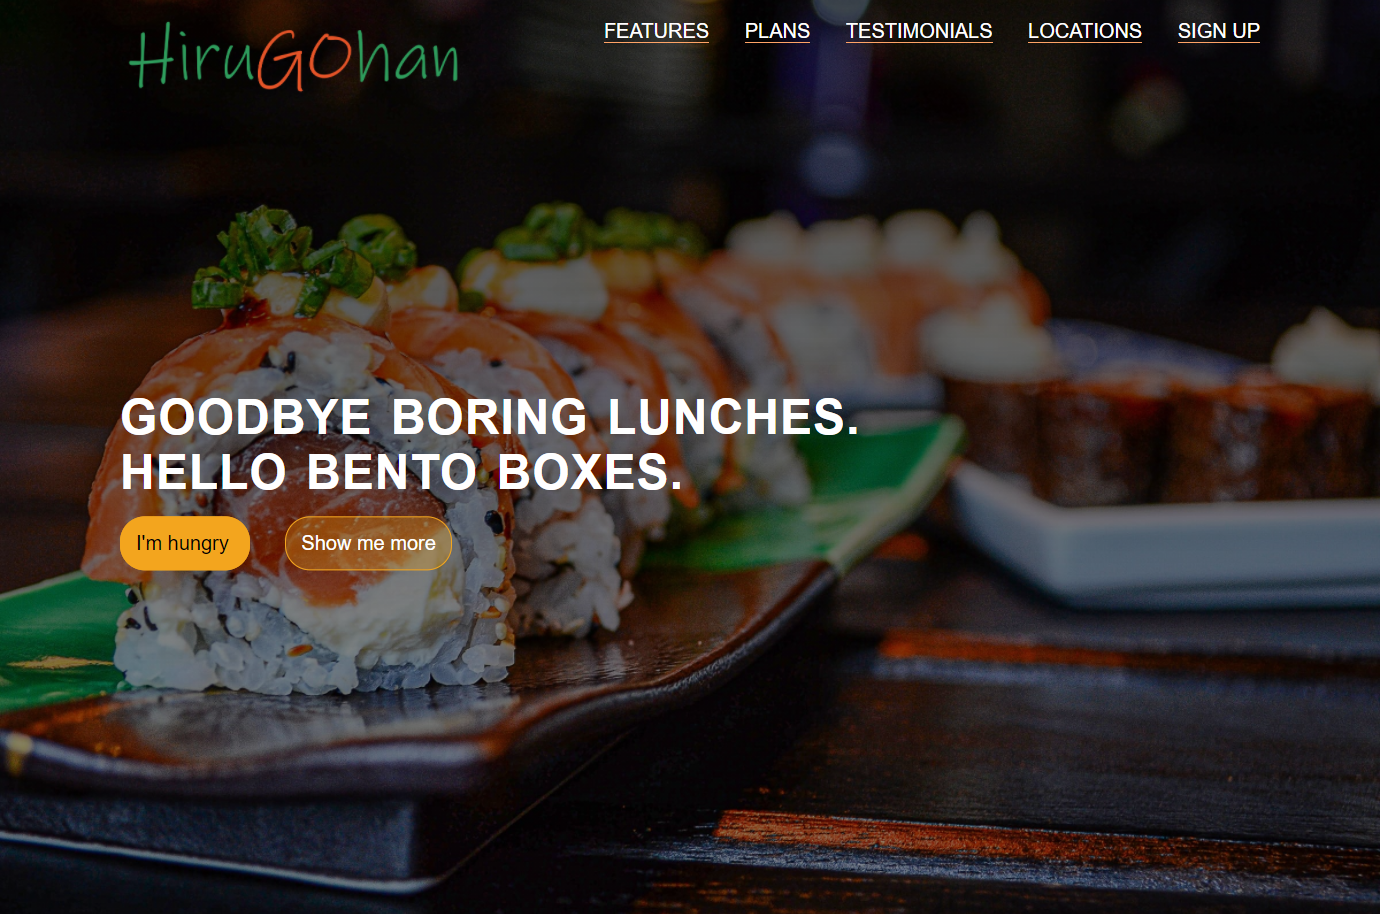 HiruGOhan
FEATURES PLANS TESTIMONIALS LOCATIONS SIGN UP
GOODBYE BORING LUNCHES.
HELLO BENTO BOXES.
I'm hungry Show me more